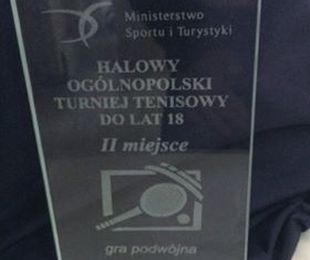 Ministerstwo
Sportu i Turystyki
HALOWY
OGÓLNOPOLSKI
TURNIEJ TENISOWY
DO LAT 18
II miejsce
gra podwójna